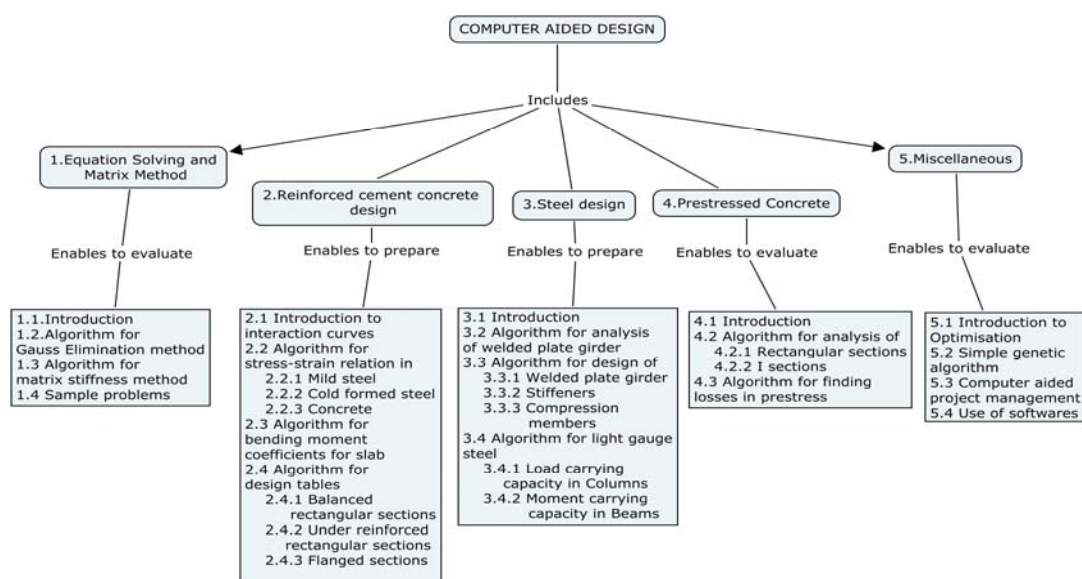 COMPUTER AIDED DESIGN
Includes
1.Equation Solving and
Matrix Method
2.Reinforced cement concrete
design
3.Steel design
4.Prestressed Concrete
5.Miscellaneous
Enables to evaluate
Enables to prepare
Enables to prepare
Enables to evaluate
Enables to evaluate
1.1.Introduction
1.2.Algorithm for
Gauss Elimination method
1.3 Algorithm for
matrix stiffness method
1.4 Sample problems
2.1 Introduction to
interaction curves
2.2 Algorithm for
stress-strain relation in
2.2.1 Mild steel
2.2.2 Cold formed steel
2.2.3 Concrete
2.3 Algorithm for
bending moment
coefficients for slab
2.4 Algorithm for
design tables
2.4.1 Balanced
rectangular sections
2.4.2 Under reinforced
rectangular sections
2.4.3 Flanged sections
3.1 Introduction
3.2 Algorithm for analysis
of welded plate girder
3.3 Algorithm for design of
3.3.1 Welded plate girder
3.3.2 Stiffeners
3.3.3 Compression
members
3.4 Algorithm for light gauge
steel
3.4.1 Load carrying
capacity in Columns
3.4.2 Moment carrying
capacity in Beams
4.1 Introduction
4.2 Algorithm for analysis of
4.2.1 Rectangular sections
4.2.2 I sections
4.3 Algorithm for finding
losses in prestress
5.1 Introduction to
Optimisation
5.2 Simple genetic
algorithm
5.3 Computer aided
project management
5.4 Use of softwares